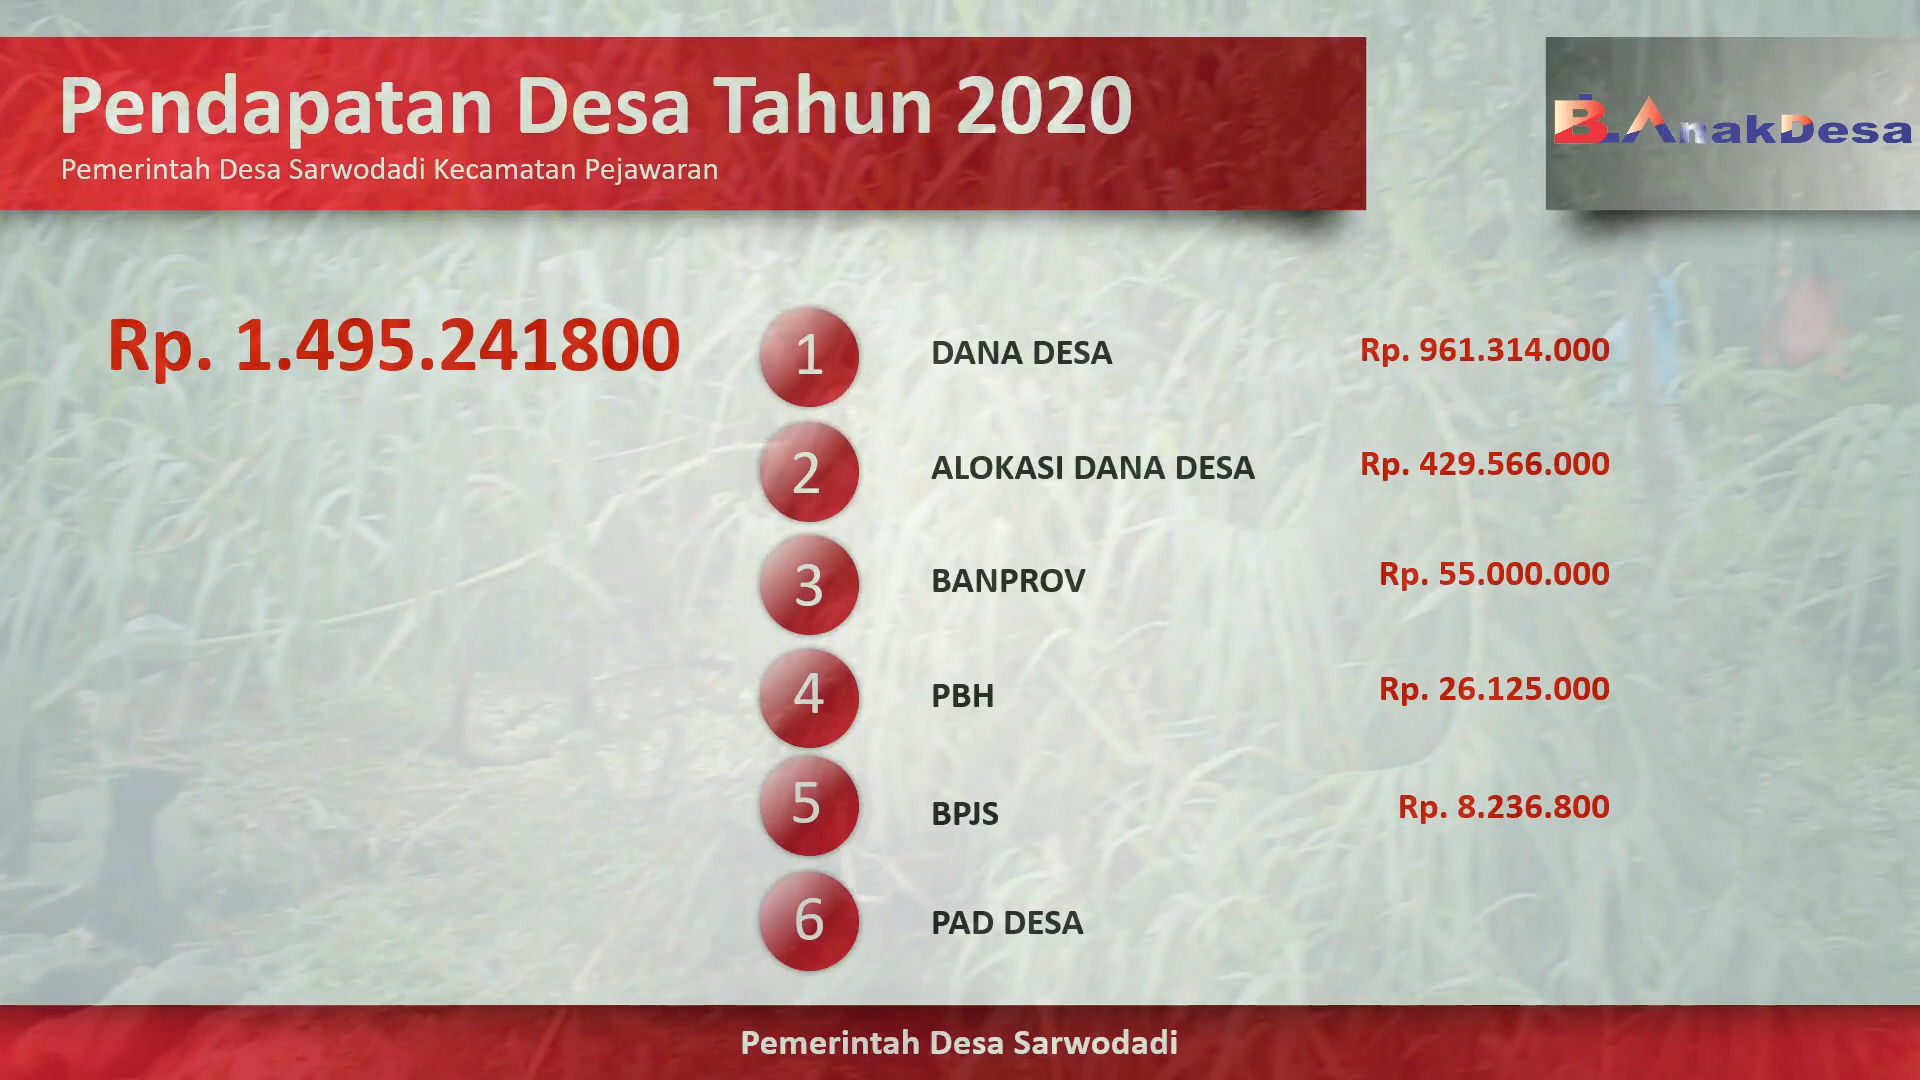 Pendapatan Desa Tahun 2020
Pemerintah Desa Sarwodadi Kecamatan Pejawaran
B.AnakDesa
Rp. 1.495.241800
1 DANA DESA Rp. 961.314.000
2 ALOKASI DANA DESA Rp. 429.566.000
3 BANPROV Rp. 55.000.000
4 PBH Rp. 26.125.000
5 BPJS Rp. 8.236.800
6 PAD DESA
Pemerintah Desa Sarwodadi